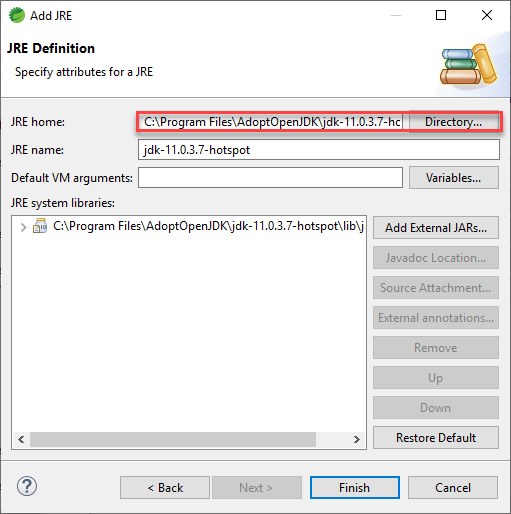 Add JRE
JRE Definition
Specify attributes for a JRE
JRE home: C:\Program Files\AdoptOpenJDK\jdk-11.0.3.7-hc Directory...
JRE name: jdk-11.0.3.7-hotspot
Default VM arguments: Variables...
JRE system libraries:
C:\Program Files\AdoptOpenJDK\jdk-11.0.3.7-hotspot\lib\j
Add External JARs...
Javadoc Location...
Source Attachment...
External annotations...
Remove
Up
Down
Restore Default
? < Back Next > Finish Cancel